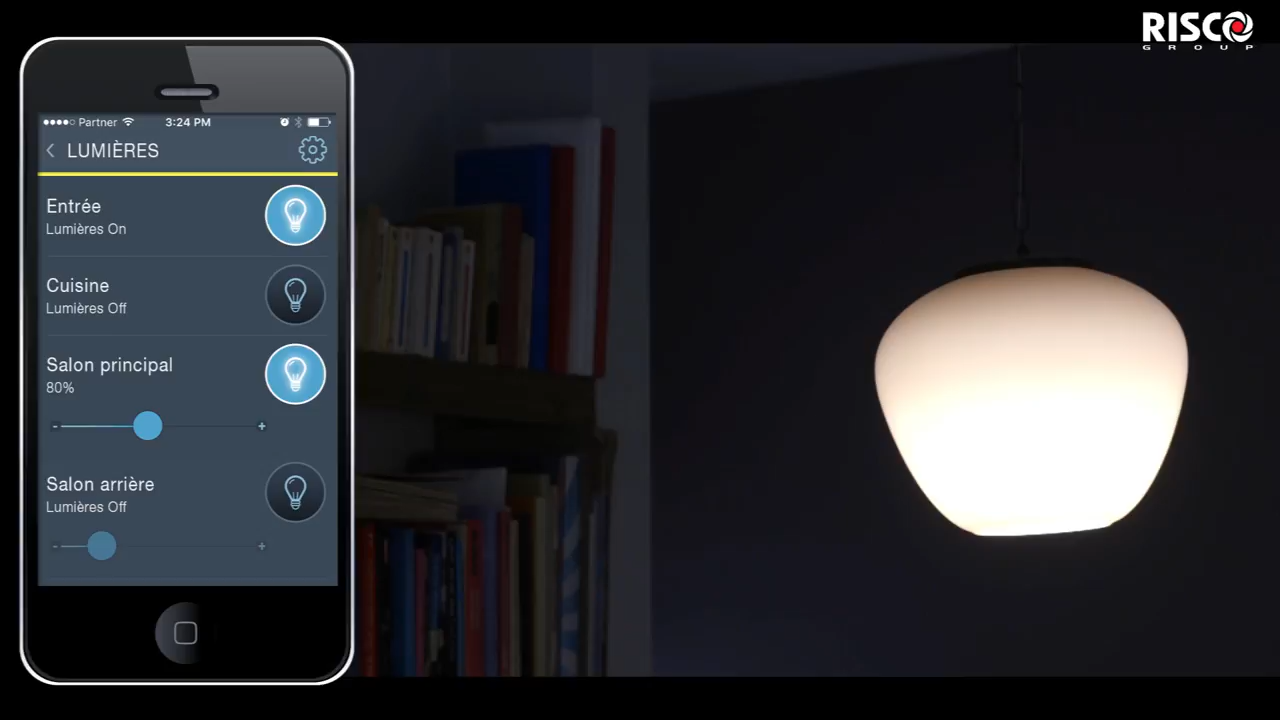 RISCO
GROUP
Partner 3:24 PM
LUMIÈRES
Entrée
Lumières On
Cuisine
Lumières Off
Salon principal
80%
- +
Salon arrière
Lumières Off
- +